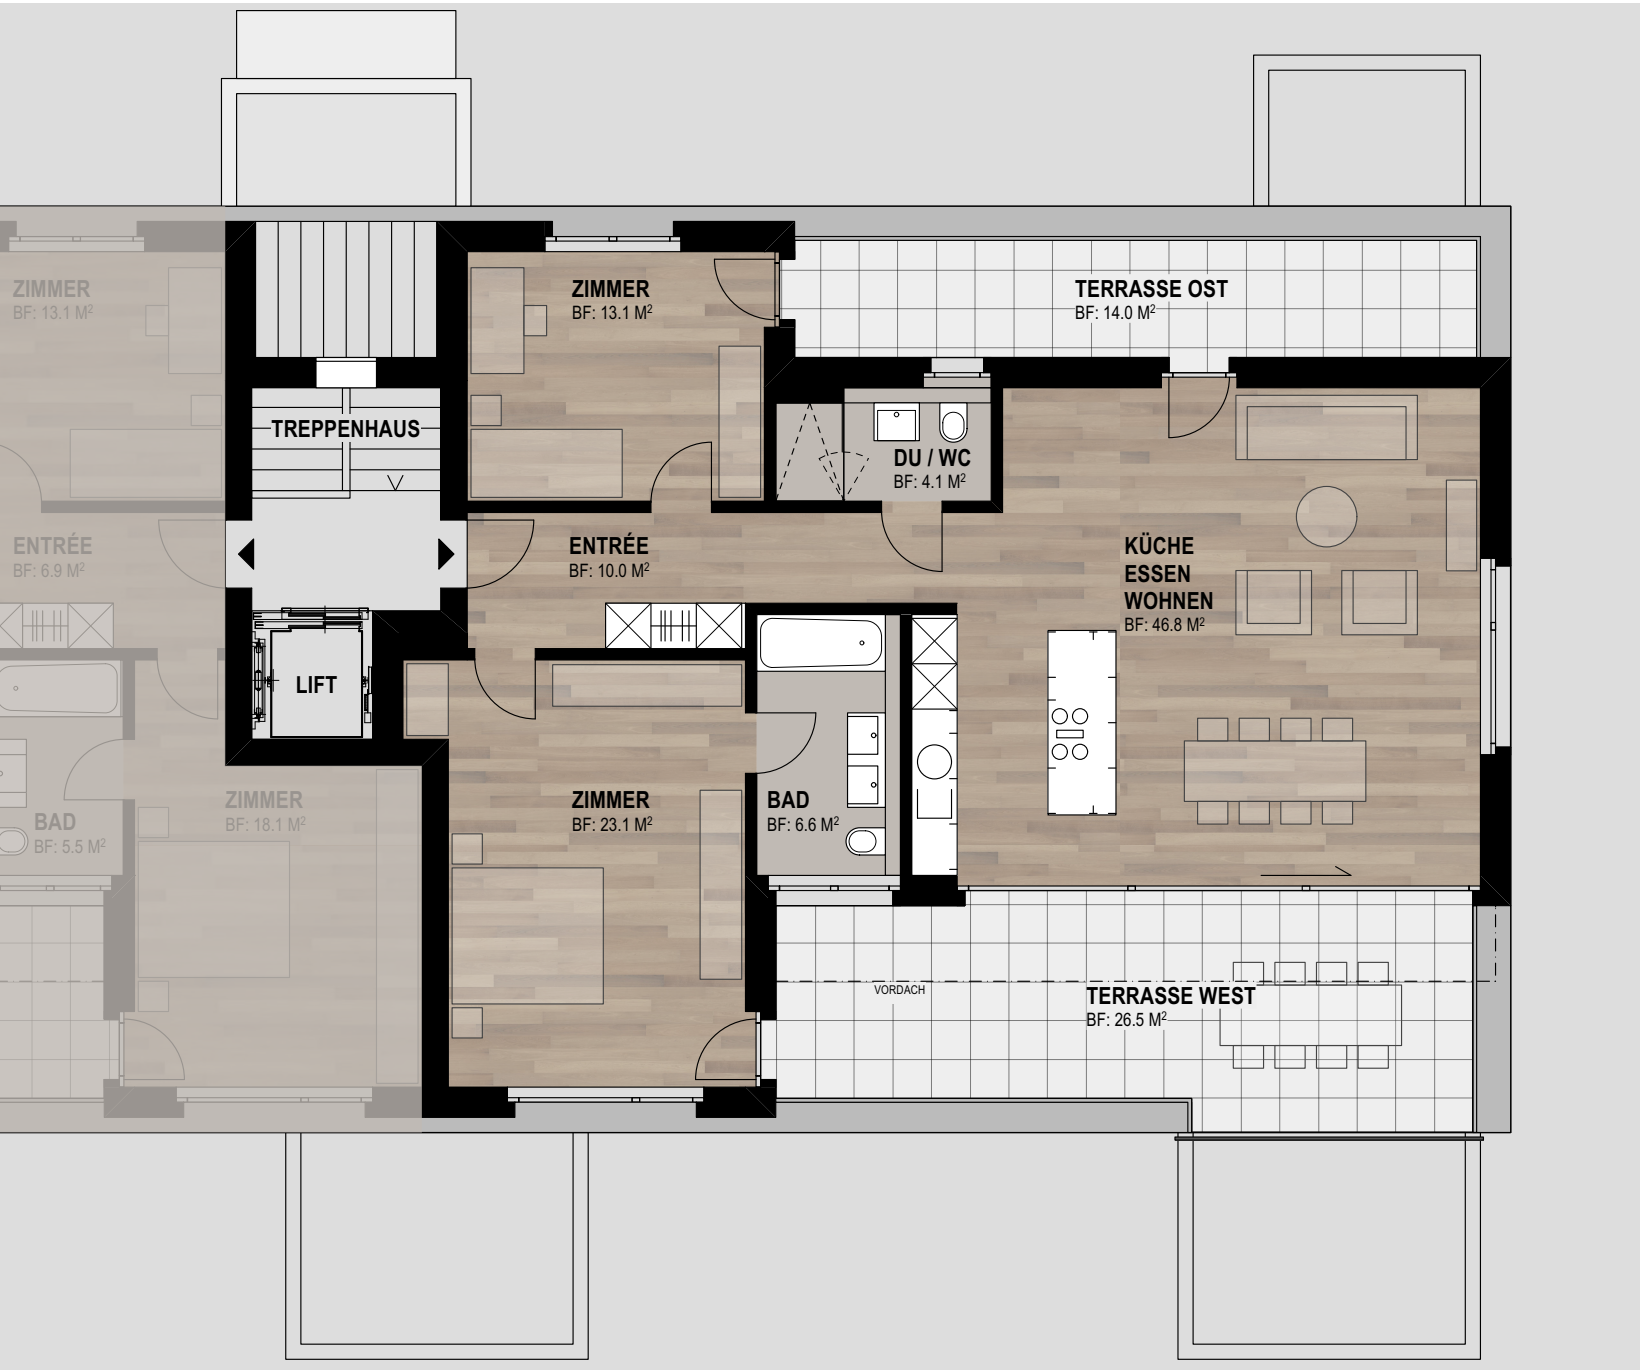 ZIMMER
BF: 13.1 M²
ZIMMER
BF: 13.1 M²
TERRASSE OST
BF: 14.0 M²
TREPPENHAUS
DU / WC
BF: 4.1 M²
ENTRÉE
BF: 6.9 M²
ENTRÉE
BF: 10.0 M²
KÜCHE
ESSEN
WOHNEN
BF: 46.8 M²
LIFT
ZIMMER
BF: 18.1 M²
BAD
BF: 5.5 M²
ZIMMER
BF: 23.1 M²
BAD
BF: 6.6 M²
VORDACH
TERRASSE WEST
BF: 26.5 M²